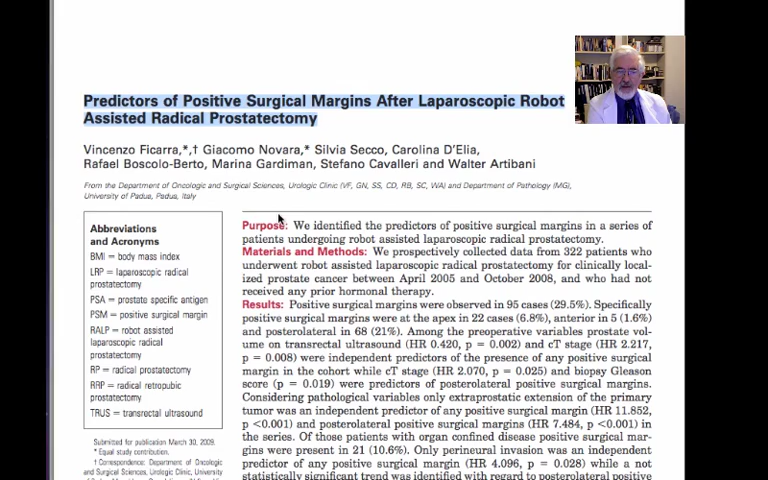 Predictors of Positive Surgical Margins After Laparoscopic Robot
Assisted Radical Prostatectomy
Vincenzo Ficarra,*,† Giacomo Novara,* Silvia Secco, Carolina D'Elia,
Rafael Boscolo-Berto, Marina Gardiman, Stefano Cavalleri and Walter Artibani
From the Department of Oncologic and Surgical Sciences, Urologic Clinic (VF, GN, SS, CD, RB, SC, WA) and Department of Pathology (MG),
University of Padua, Padua, Italy
Abbreviations
and Acronyms
BMI = body mass index
LRP = laparoscopic radical
prostatectomy
PSA = prostate specific antigen
PSM = positive surgical margin
RALP = robot assisted
laparoscopic radical
prostatectomy
RP = radical prostatectomy
RRP = radical retropubic
prostatectomy
TRUS = transrectal ultrasound
Submitted for publication March 30, 2009.
* Equal study contribution.
† Correspondence: Department of Oncologic
and Surgical Sciences, Urologic Clinic, University
Purpose: We identified the predictors of positive surgical margins in a series of
patients undergoing robot assisted laparoscopic radical prostatectomy.
Materials and Methods: We prospectively collected data from 322 patients who
underwent robot assisted laparoscopic radical prostatectomy for clinically local-
ized prostate cancer between April 2005 and October 2008, and who had not
received any prior hormonal therapy.
Results: Positive surgical margins were observed in 95 cases (29.5%). Specifically
positive surgical margins were at the apex in 22 cases (6.8%), anterior in 5 (1.6%)
and posterolateral in 68 (21%). Among the preoperative variables prostate vol-
ume on transrectal ultrasound (HR 0.420, p = 0.002) and cT stage (HR 2.217,
p = 0.008) were independent predictors of the presence of any positive surgical
margin in the cohort while cT stage (HR 2.070, p = 0.025) and biopsy Gleason
score (p = 0.019) were predictors of posterolateral positive surgical margins.
Considering pathological variables only extraprostatic extension of the primary
tumor was an independent predictor of any positive surgical margin (HR 11.852,
p <0.001) and posterolateral positive surgical margins (HR 7.484, p <0.001) in
the series. Of those patients with organ confined disease positive surgical mar-
gins were present in 21 (10.6%). Only perineural invasion was an independent
predictor of any positive surgical margin (HR 4.096, p = 0.028) while a not
statistically significant trend was identified with regard to posterolateral positive